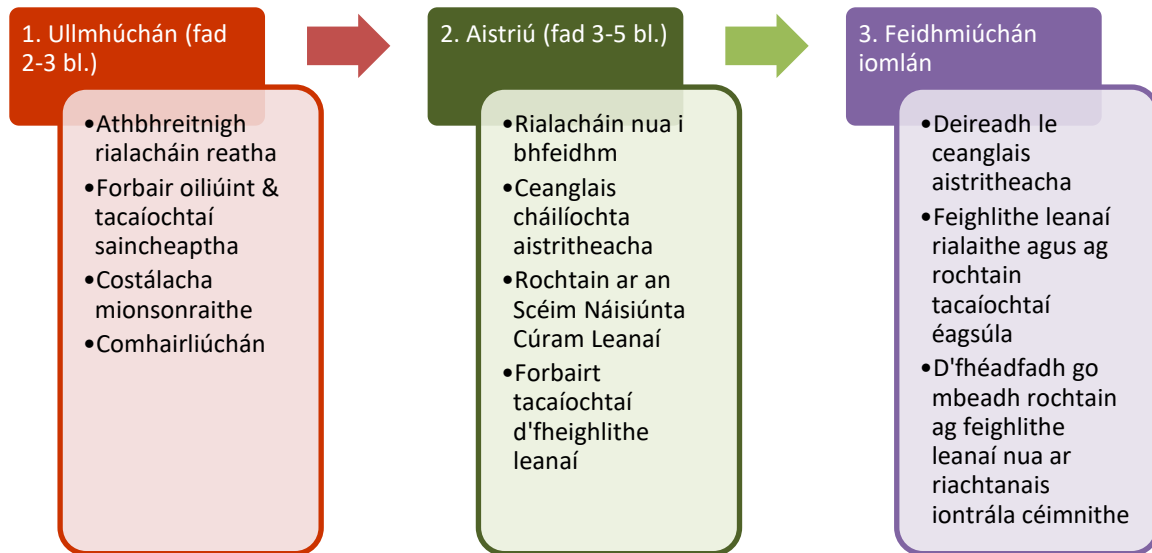 1. Ullmhúchán (fad
2-3 bl.)
•Athbhreitnigh
rialacháin reatha
•Forbair oiliúint &
tacaíochtaí
saincheaptha
•Costálacha
mionsonraithe
•Comhairliúchán
2. Aistriú (fad 3-5 bl.)
•Rialacháin nua i
bhfeidhm
•Ceanglais
cháilíochta
aistritheacha
•Rochtain ar an
Scéim Náisiúnta
Cúram Leanaí
•Forbairt
tacaíochtaí
d'fheighlithe
leanaí
3. Feidhmiúchán
iomlán
•Deireadh le
ceanglais
aistritheacha
•Feighlithe leanaí
rialaithe agus ag
rochtain
tacaíochtaí
éagsúla
•D'fhéadfadh go
mbeadh rochtain
ag feighlithe
leanaí nua ar
riachtanais
iontrála céimnithe